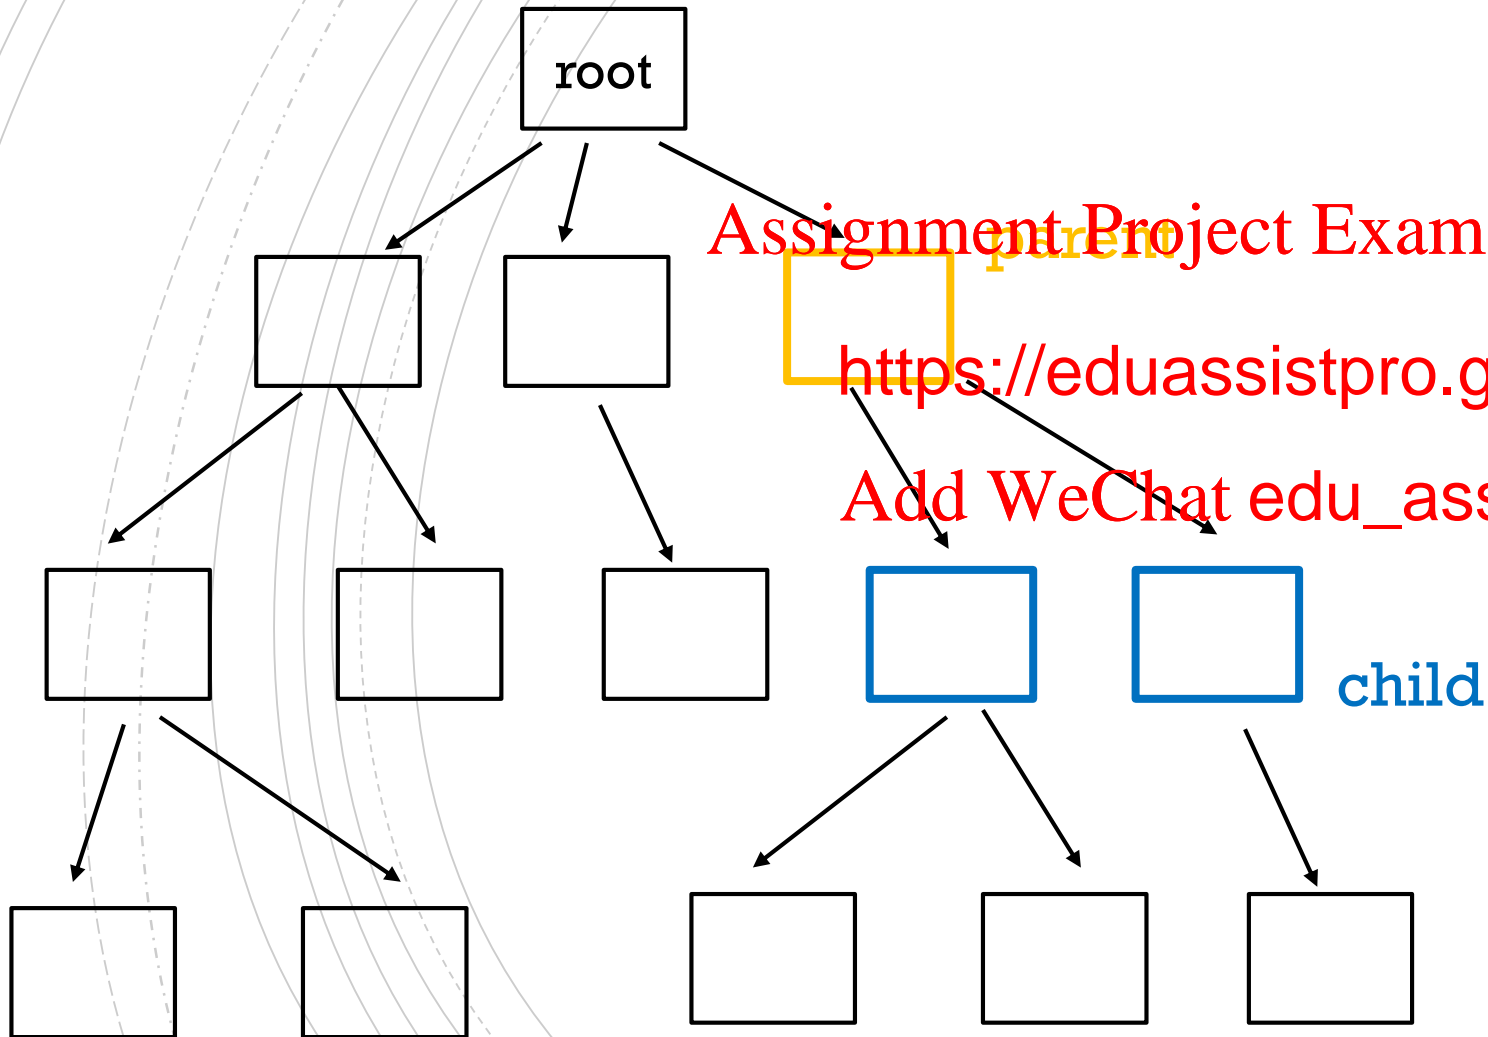 root
Assignment Project Exam
parent
https://eduassistpro.g
Add WeChat edu_ass
child